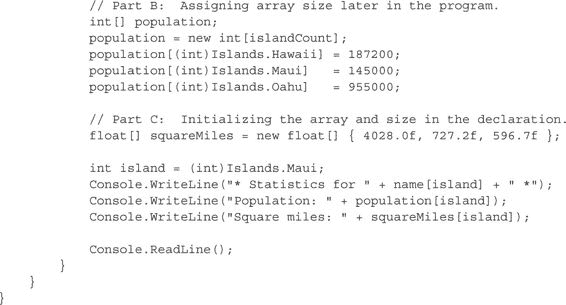 // Part B:  Assigning array size later in the program.
int[] population;
population = new int[islandCount];
population[(int)Islands.Hawaii] = 187200;
population[(int)Islands.Maui]   = 145000;
population[(int)Islands.Oahu]   = 955000;
// Part C:  Initializing the array and size in the declaration.
float[] squareMiles = new float[] { 4028.0f, 727.2f, 596.7f };
int island = (int)Islands.Maui;
Console.WriteLine("* Statistics for " + name[island] + " *");
Console.WriteLine("Population: " + population[island]);
Console.WriteLine("Square miles: " + squareMiles[island]);
Console.ReadLine();
}
}
}